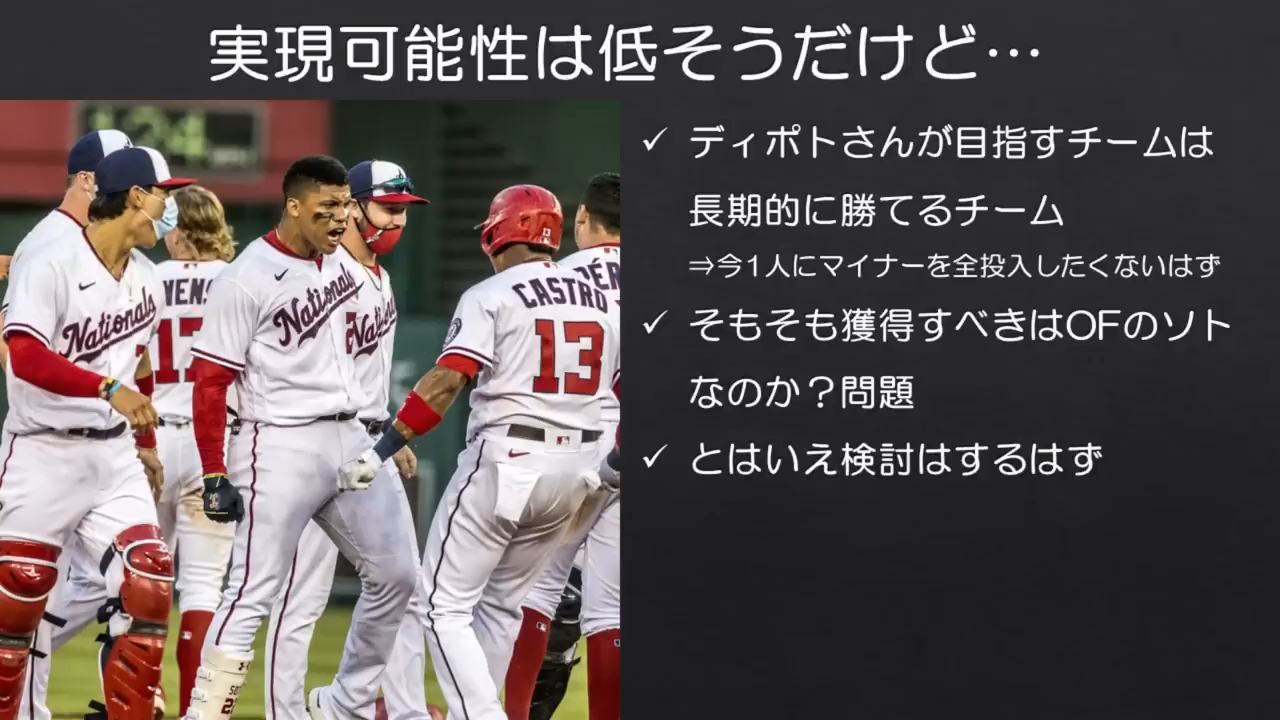 実現可能性は低そうだけど…
✓ ディポトさんが目指すチームは
長期的に勝てるチーム
⇒今1人にマイナーを全投入したくないはず
✓ そもそも獲得すべきはOFのソト
なのか？問題
✓ とはいえ検討はするはず
124
Nationals
17
Nationals
Nationals
CASTRO
13
13